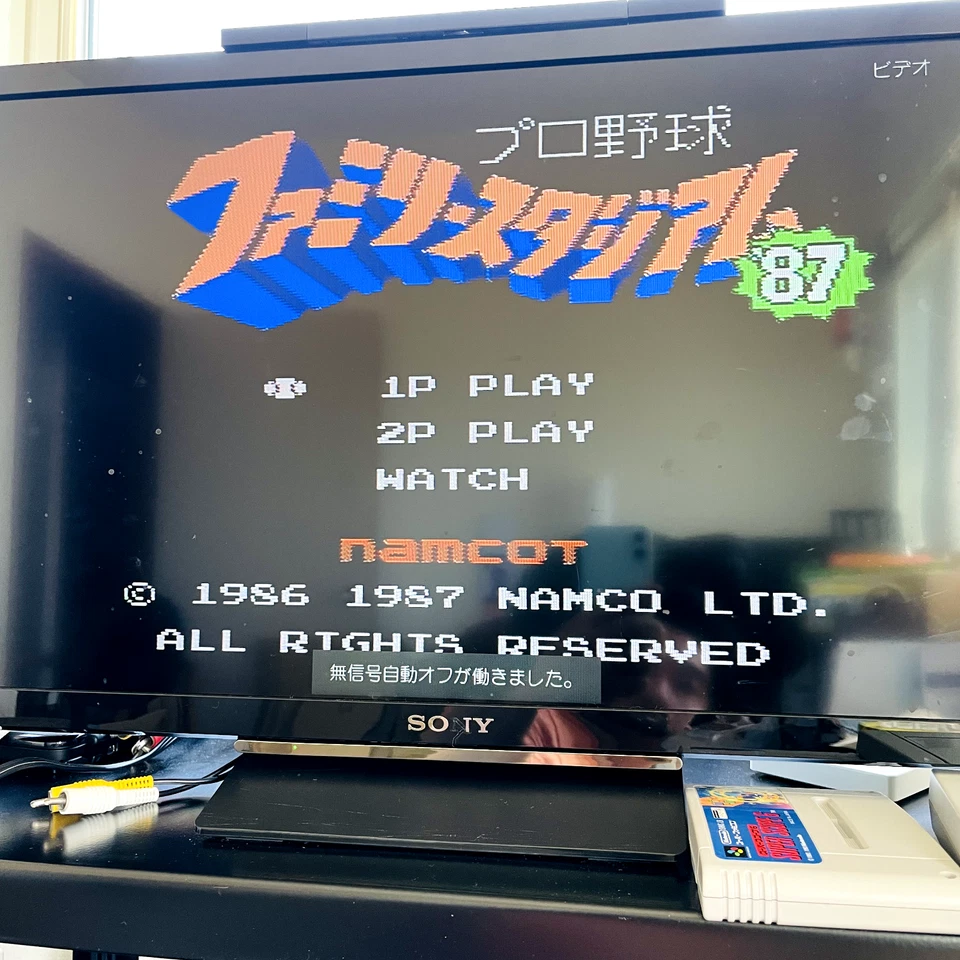 ビデオ
プロ野球
ファミリースタジアム
'87
1P PLAY
2P PLAY
WATCH
namcot
© 1986 1987 NAMCO LTD.
ALL RIGHTS RESERVED
無信号自動オフが働きました。
SONY